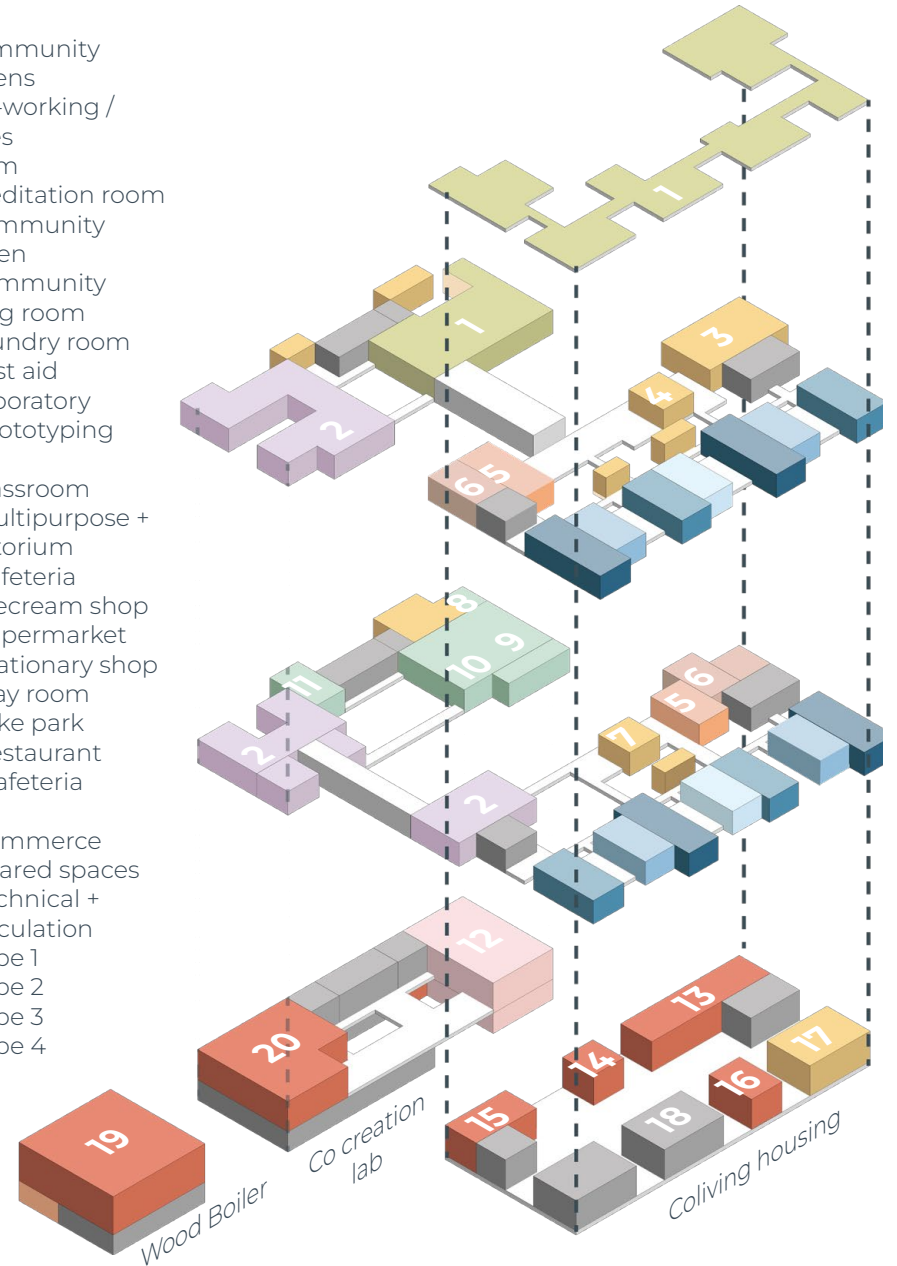 mmunity
ens
-working /
es
m
editation room
mmunity
en
mmunity
g room
undry room
st aid
boratory
ototyping
assroom
ultipurpose +
torium
feteria
ecream shop
permarket
ationary shop
ay room
ke park
estaurant
afeteria
mmerce
ared spaces
chnical +
culation
pe 1
pe 2
pe 3
pe 4
1
1
2
3
4
5
6
8
9
10
11
2
2
6
5
7
12
20
19
13
14
15
16
17
18
Wood Boiler
Co creation
lab
Coliving housing